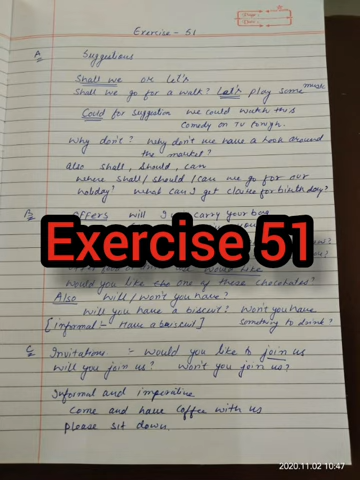 Exercise - 51
A Suggestions
Shall we or let's
Shall we go for a walk? Let's play some music
Could for suggestion we could watch this
comedy on TV tonigh.
Why don't? Why don't we have a look around
the market?
also shall, should, can
Where shall/should/can we go for our
holiday? What can I get for birthday?
B offers will I carry your bag
Exercise 51
Would you like the one of these chocolates?
Also Will/won't you have?
Will you have a biscuit? Won't you have
[informal :- Have a biscuit] something to drink?
C Invitations :- Would you like to join us
Will you join us? Won't you join us?
Informal and imperative
Come and have coffee with us
please sit down.
2020.11.02 10:47